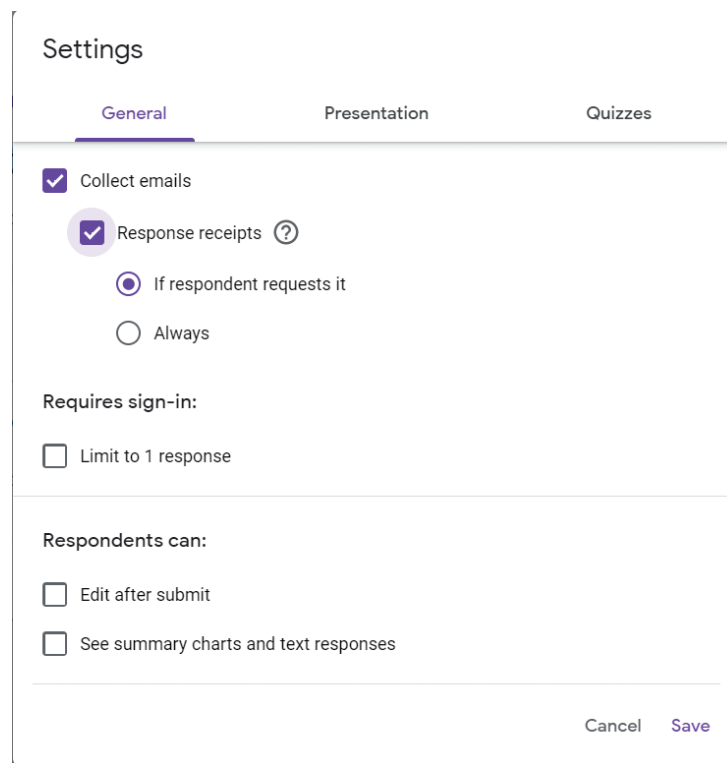 Settings
General Presentation Quizzes
Collect emails
Response receipts ?
If respondent requests it
Always
Requires sign-in:
Limit to 1 response
Respondents can:
Edit after submit
See summary charts and text responses
Cancel Save